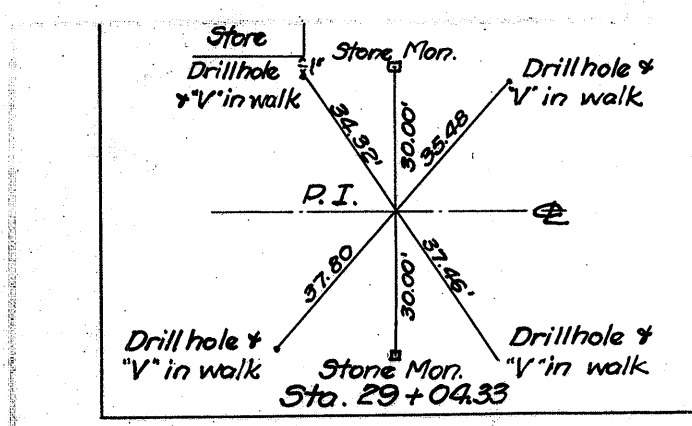 Store
Stone Mon.
1"
Drillhole &
& "V" in walk
Drillhole &
"V" in walk
34.32'
30.00'
35.48
P. I.
℄
37.80
30.00'
37.46'
Drillhole &
"V" in walk
Drillhole &
"V" in walk
Stone Mon.
Sta. 29 + 04.33